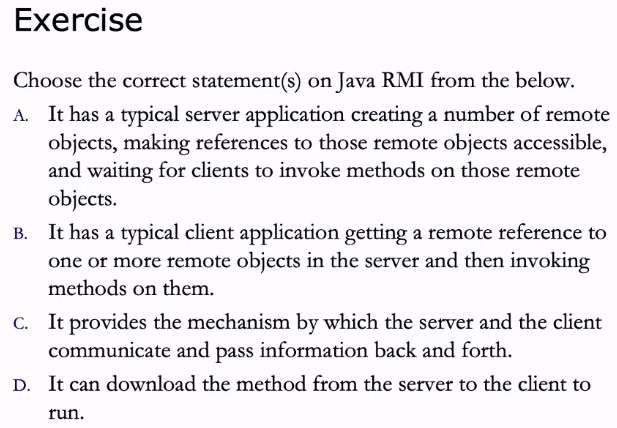 Exercise
Choose the correct statement(s) on Java RMI from the below.
A. It has a typical server application creating a number of remote
objects, making references to those remote objects accessible,
and waiting for clients to invoke methods on those remote
objects.
B. It has a typical client application getting a remote reference to
one or more remote objects in the server and then invoking
methods on them.
C. It provides the mechanism by which the server and the client
communicate and pass information back and forth.
D. It can download the method from the server to the client to
run.